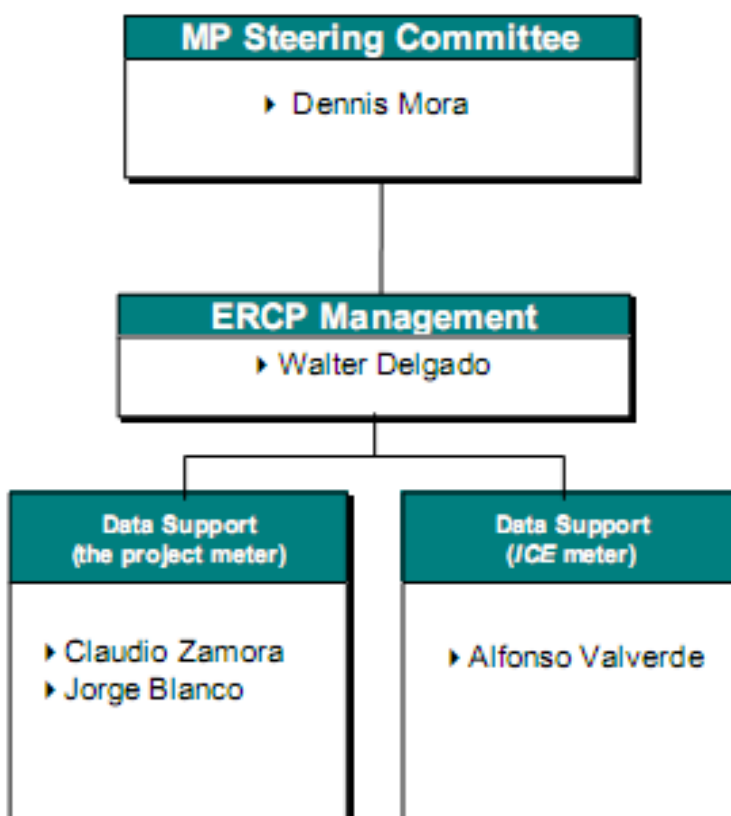 MP Steering Committee
Dennis Mora
ERCP Management
Walter Delgado
Data Support
(the project meter)
Claudio Zamora
Jorge Blanco
Data Support
(ICE meter)
Alfonso Valverde